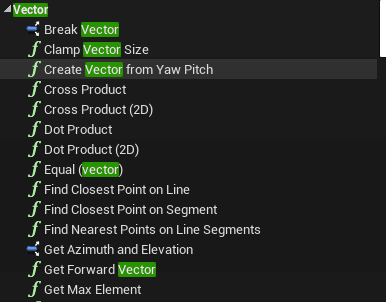 Vector
Break Vector
Clamp Vector Size
Create Vector from Yaw Pitch
Cross Product
Cross Product (2D)
Dot Product
Dot Product (2D)
Equal (vector)
Find Closest Point on Line
Find Closest Point on Segment
Find Nearest Points on Line Segments
Get Azimuth and Elevation
Get Forward Vector
Get Max Element